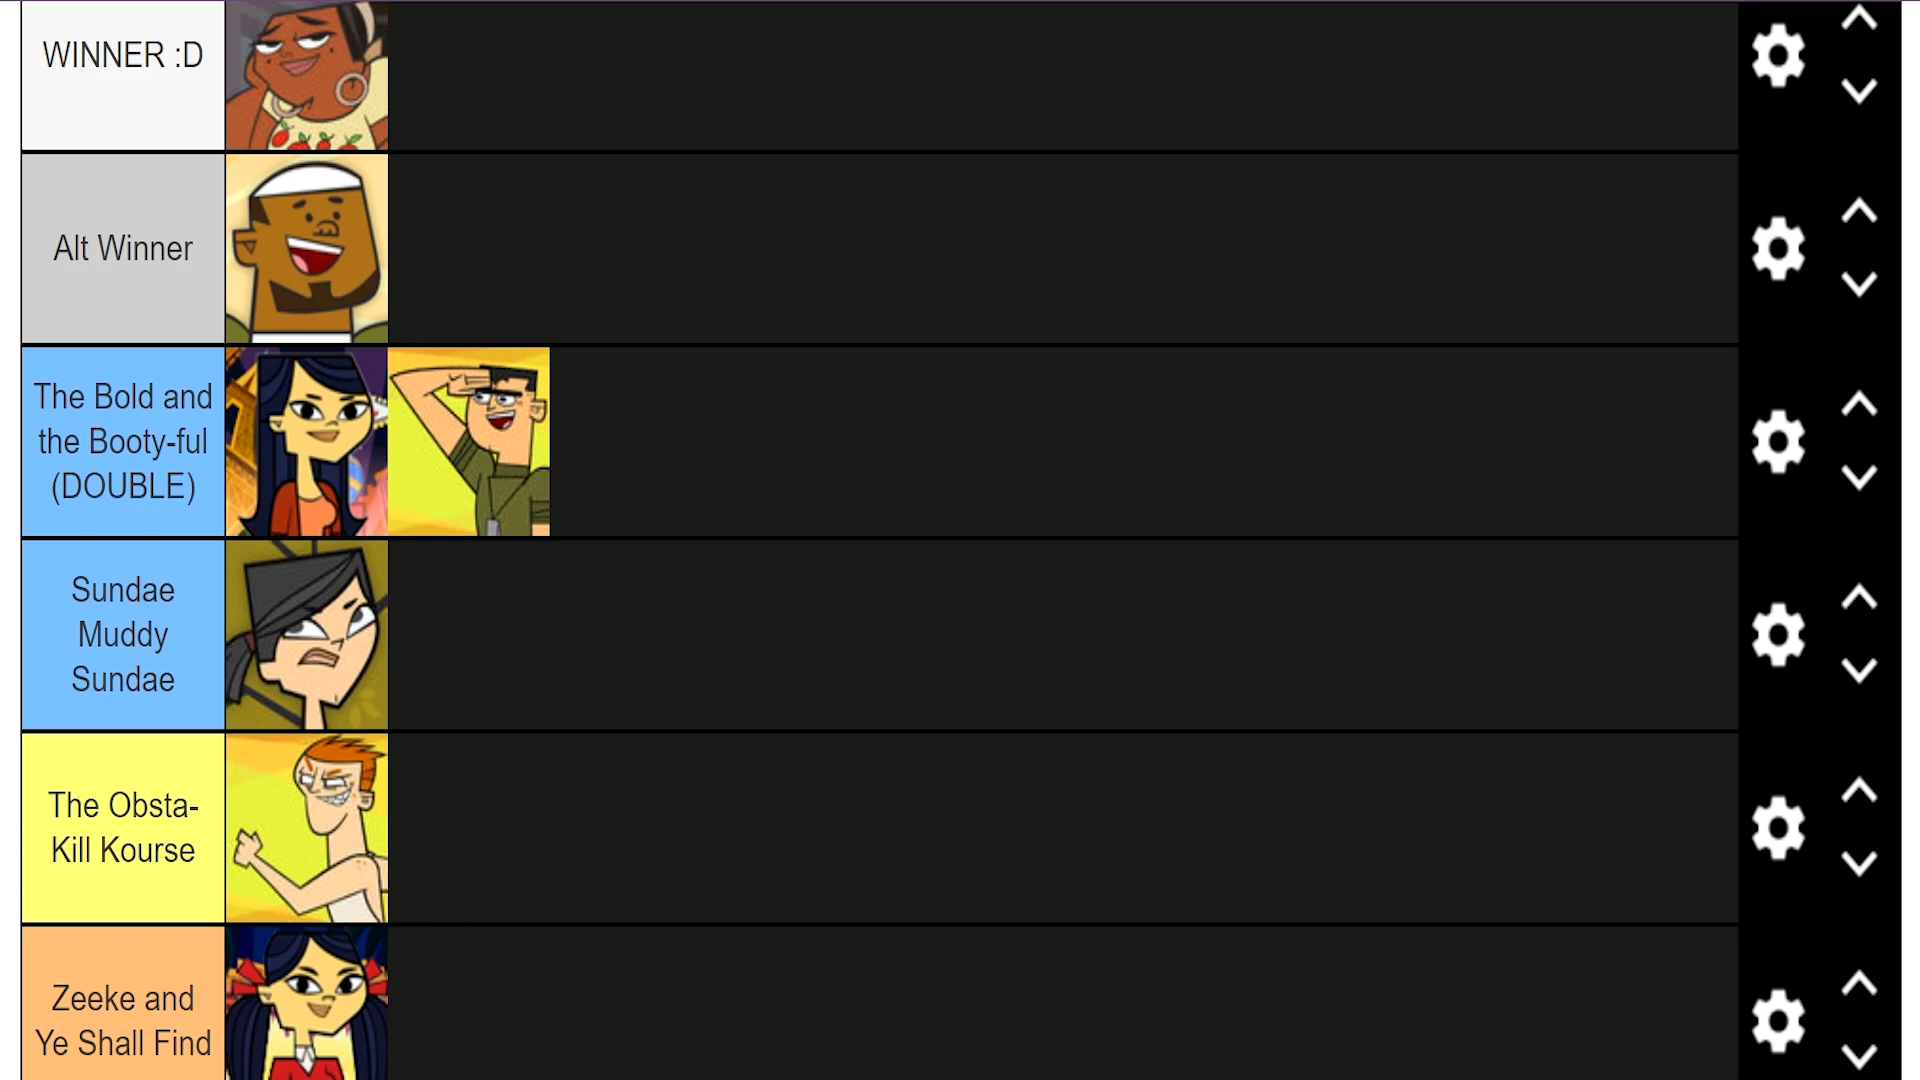 WINNER :D
Alt Winner
The Bold and
the Booty-ful
(DOUBLE)
Sundae
Muddy
Sundae
The Obsta-
Kill Kourse
Zeeke and
Ye Shall Find